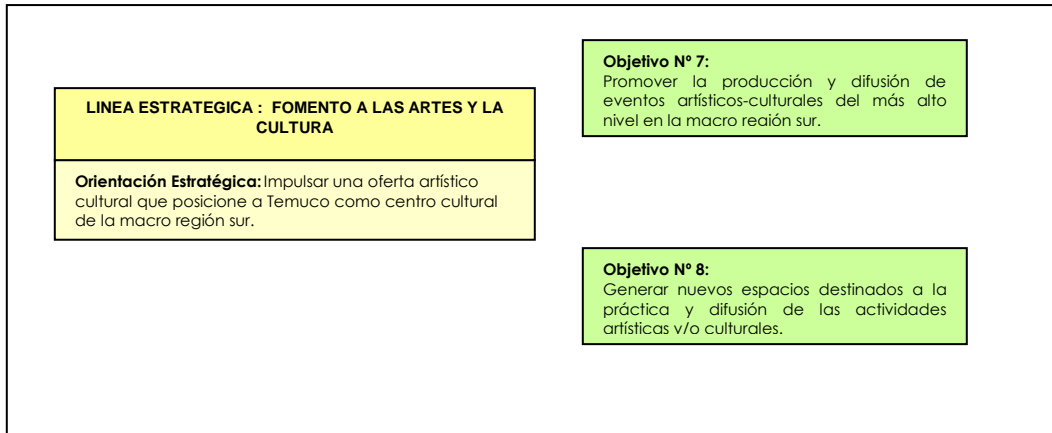 LINEA ESTRATEGICA : FOMENTO A LAS ARTES Y LA
CULTURA
Orientación Estratégica: Impulsar una oferta artístico
cultural que posicione a Temuco como centro cultural
de la macro región sur.
Objetivo Nº 7:
Promover la producción y difusión de
eventos artísticos-culturales del más alto
nivel en la macro región sur.
Objetivo Nº 8:
Generar nuevos espacios destinados a la
práctica y difusión de las actividades
artísticas y/o culturales.